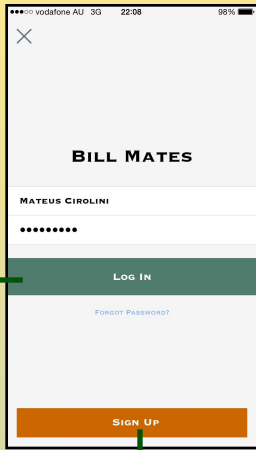 vodafone AU 3G 22:08 98%
BILL MATES
MATEUS CIROLINI
LOG IN
FORGOT PASSWORD?
SIGN UP